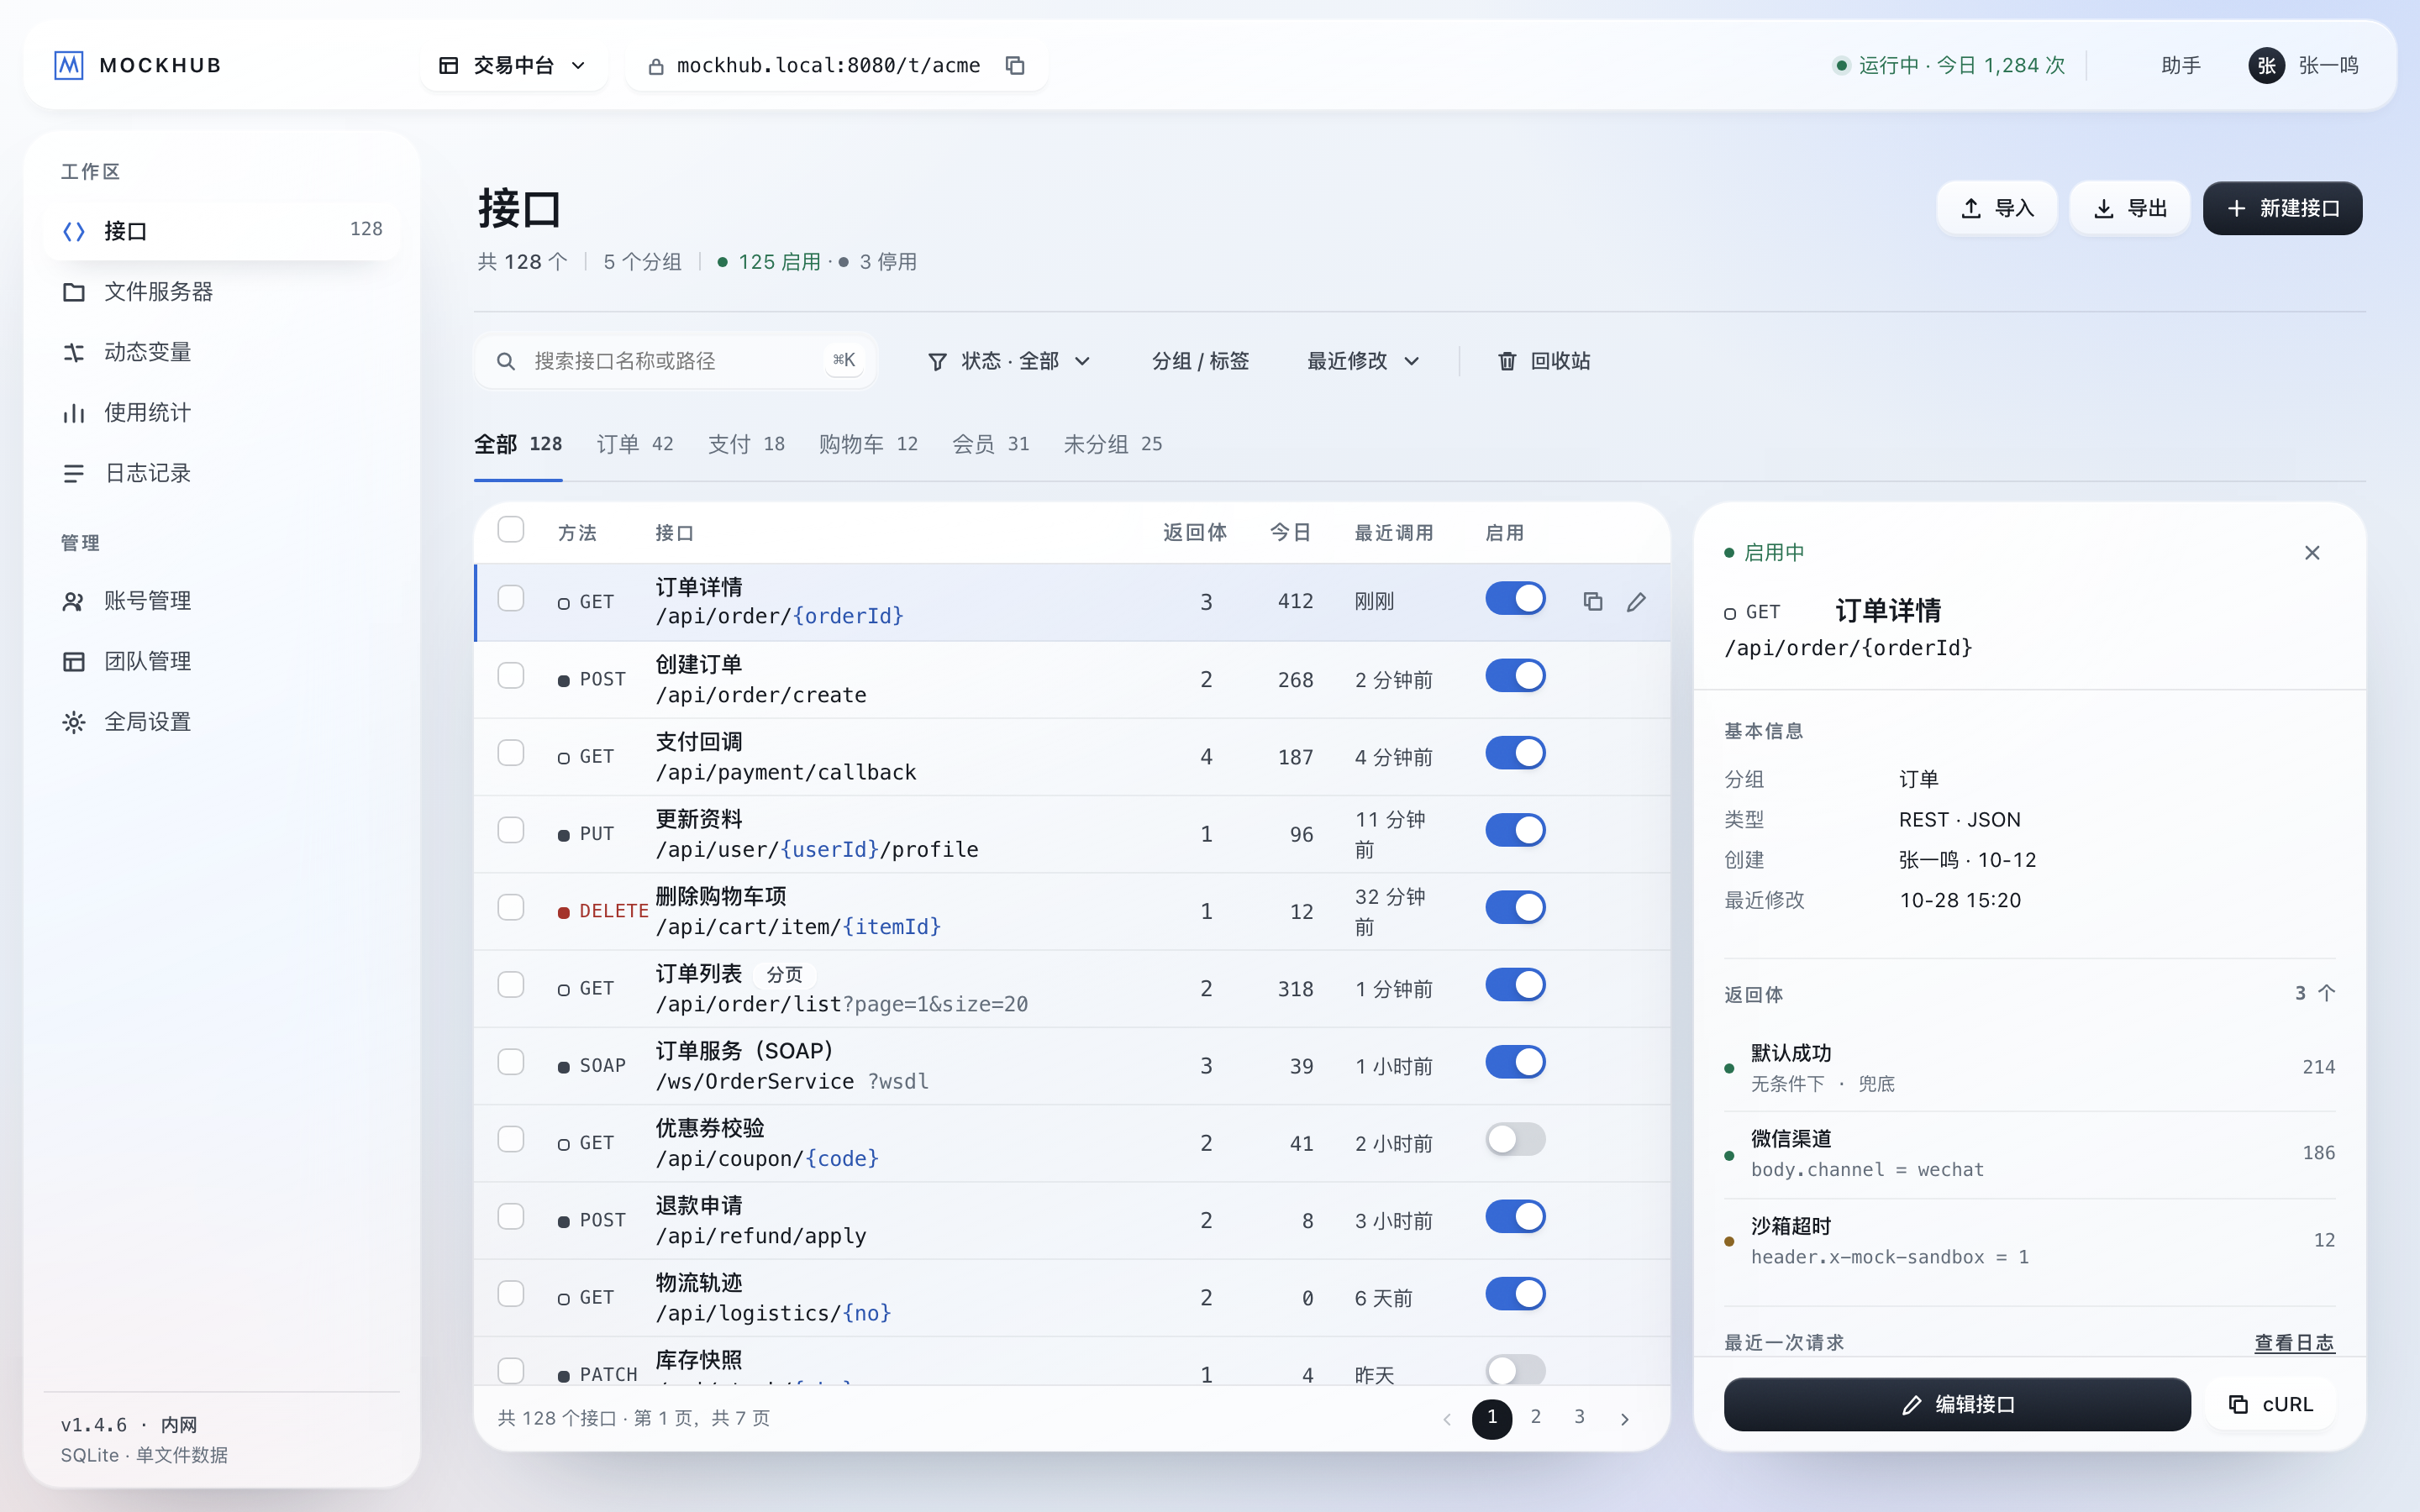 MOCKHUB
交易中台
mockhub.local:8080/t/acme
运行中 · 今日 1,284 次
助手
张 张一鸣
工作区
接口 128
文件服务器
动态变量
使用统计
日志记录
管理
账号管理
团队管理
全局设置
v1.4.6 · 内网
SQLite · 单文件数据
接口
共 128 个 5 个分组 125 启用 · 3 停用
导入
导出
新建接口
搜索接口名称或路径 ⌘K
状态 · 全部
分组 / 标签
最近修改
回收站
全部 128 订单 42 支付 18 购物车 12 会员 31 未分组 25
方法 接口 返回体 今日 最近调用 启用
GET 订单详情 3 412 刚刚
/api/order/{orderId}
POST 创建订单 2 268 2 分钟前
/api/order/create
GET 支付回调 4 187 4 分钟前
/api/payment/callback
PUT 更新资料 1 96 11 分钟前
/api/user/{userId}/profile
DELETE 删除购物车项 1 12 32 分钟前
/api/cart/item/{itemId}
GET 订单列表 分页 2 318 1 分钟前
/api/order/list?page=1&size=20
SOAP 订单服务（SOAP） 3 39 1 小时前
/ws/OrderService ?wsdl
GET 优惠券校验 2 41 2 小时前
/api/coupon/{code}
POST 退款申请 2 8 3 小时前
/api/refund/apply
GET 物流轨迹 2 0 6 天前
/api/logistics/{no}
PATCH 库存快照 1 4 昨天
共 128 个接口 · 第 1 页，共 7 页
1 2 3
启用中
GET 订单详情
/api/order/{orderId}
基本信息
分组 订单
类型 REST · JSON
创建 张一鸣 · 10-12
最近修改 10-28 15:20
返回体 3 个
默认成功 214
无条件下 · 兜底
微信渠道 186
body.channel = wechat
沙箱超时 12
header.x-mock-sandbox = 1
最近一次请求 查看日志
编辑接口
cURL